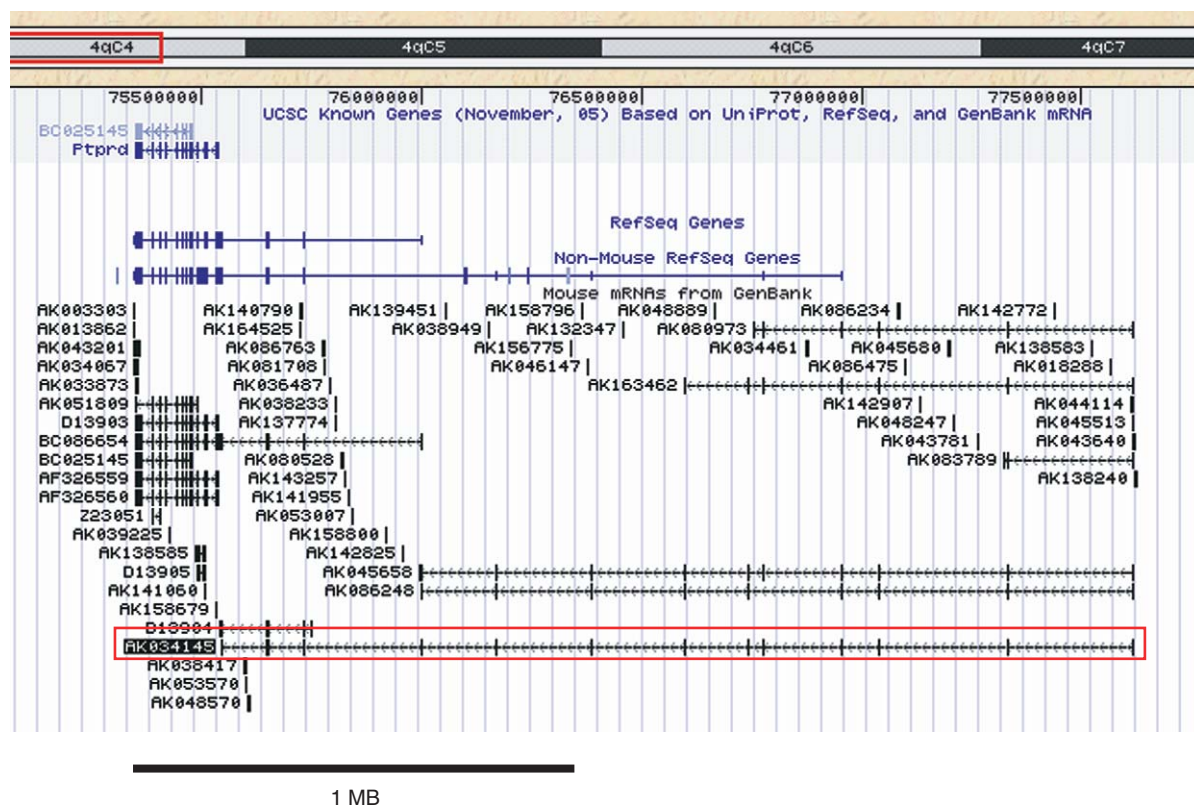 4qC4 4qC5 4qC6 4qC7
75500000| 76000000| 76500000| 77000000| 77500000|
UCSC Known Genes (November, 05) Based on UniProt, RefSeq, and GenBank mRNA
BC025145
Ptprd
RefSeq Genes
Non-Mouse RefSeq Genes
Mouse mRNAs from GenBank
AK003303 AK140790 AK139451 AK158796 AK048889 AK086234 AK142772
AK013862 AK164525 AK038949 AK132347 AK080973
AK043201 AK086763 AK156775 AK034461 AK045680 AK138583
AK034067 AK081708 AK046147 AK086475 AK018288
AK033873 AK036487 AK163462
AK051809 AK038233 AK142907 AK044114
D13903 AK137774 AK048247 AK045513
BC086654 AK043781 AK043640
BC025145 AK080528 AK083789
AF326559 AK143257 AK138240
AF326560 AK141955
Z23051 AK053007
AK039225 AK158800
AK138585 AK142825
D13905 AK045658
AK141060 AK086248
AK158679
D13904
AK034145
AK038417
AK053570
AK048570
1 MB